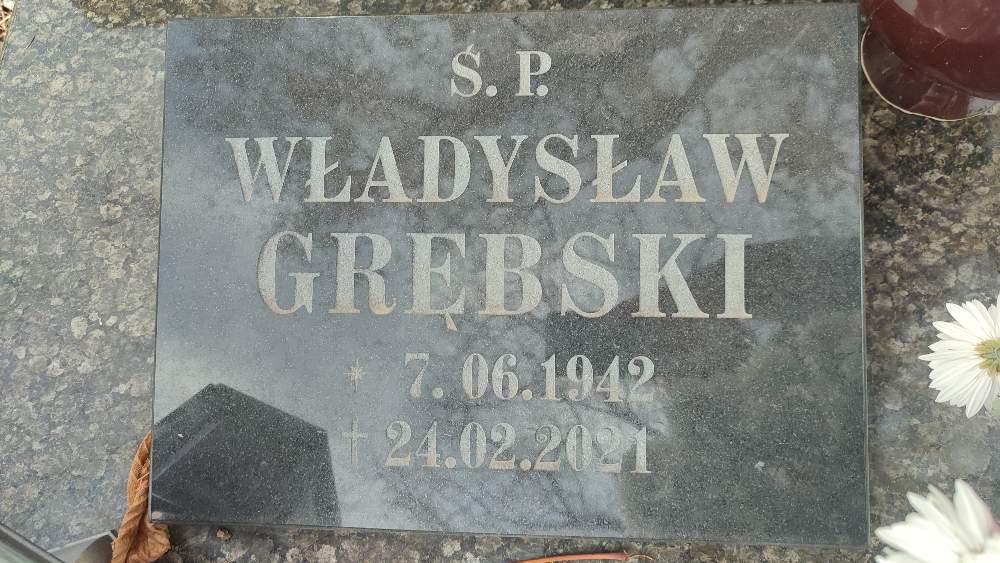 Ś. P.
WŁADYSŁAW
GRĘBSKI
* 7. 06.1942
† 24.02.2021